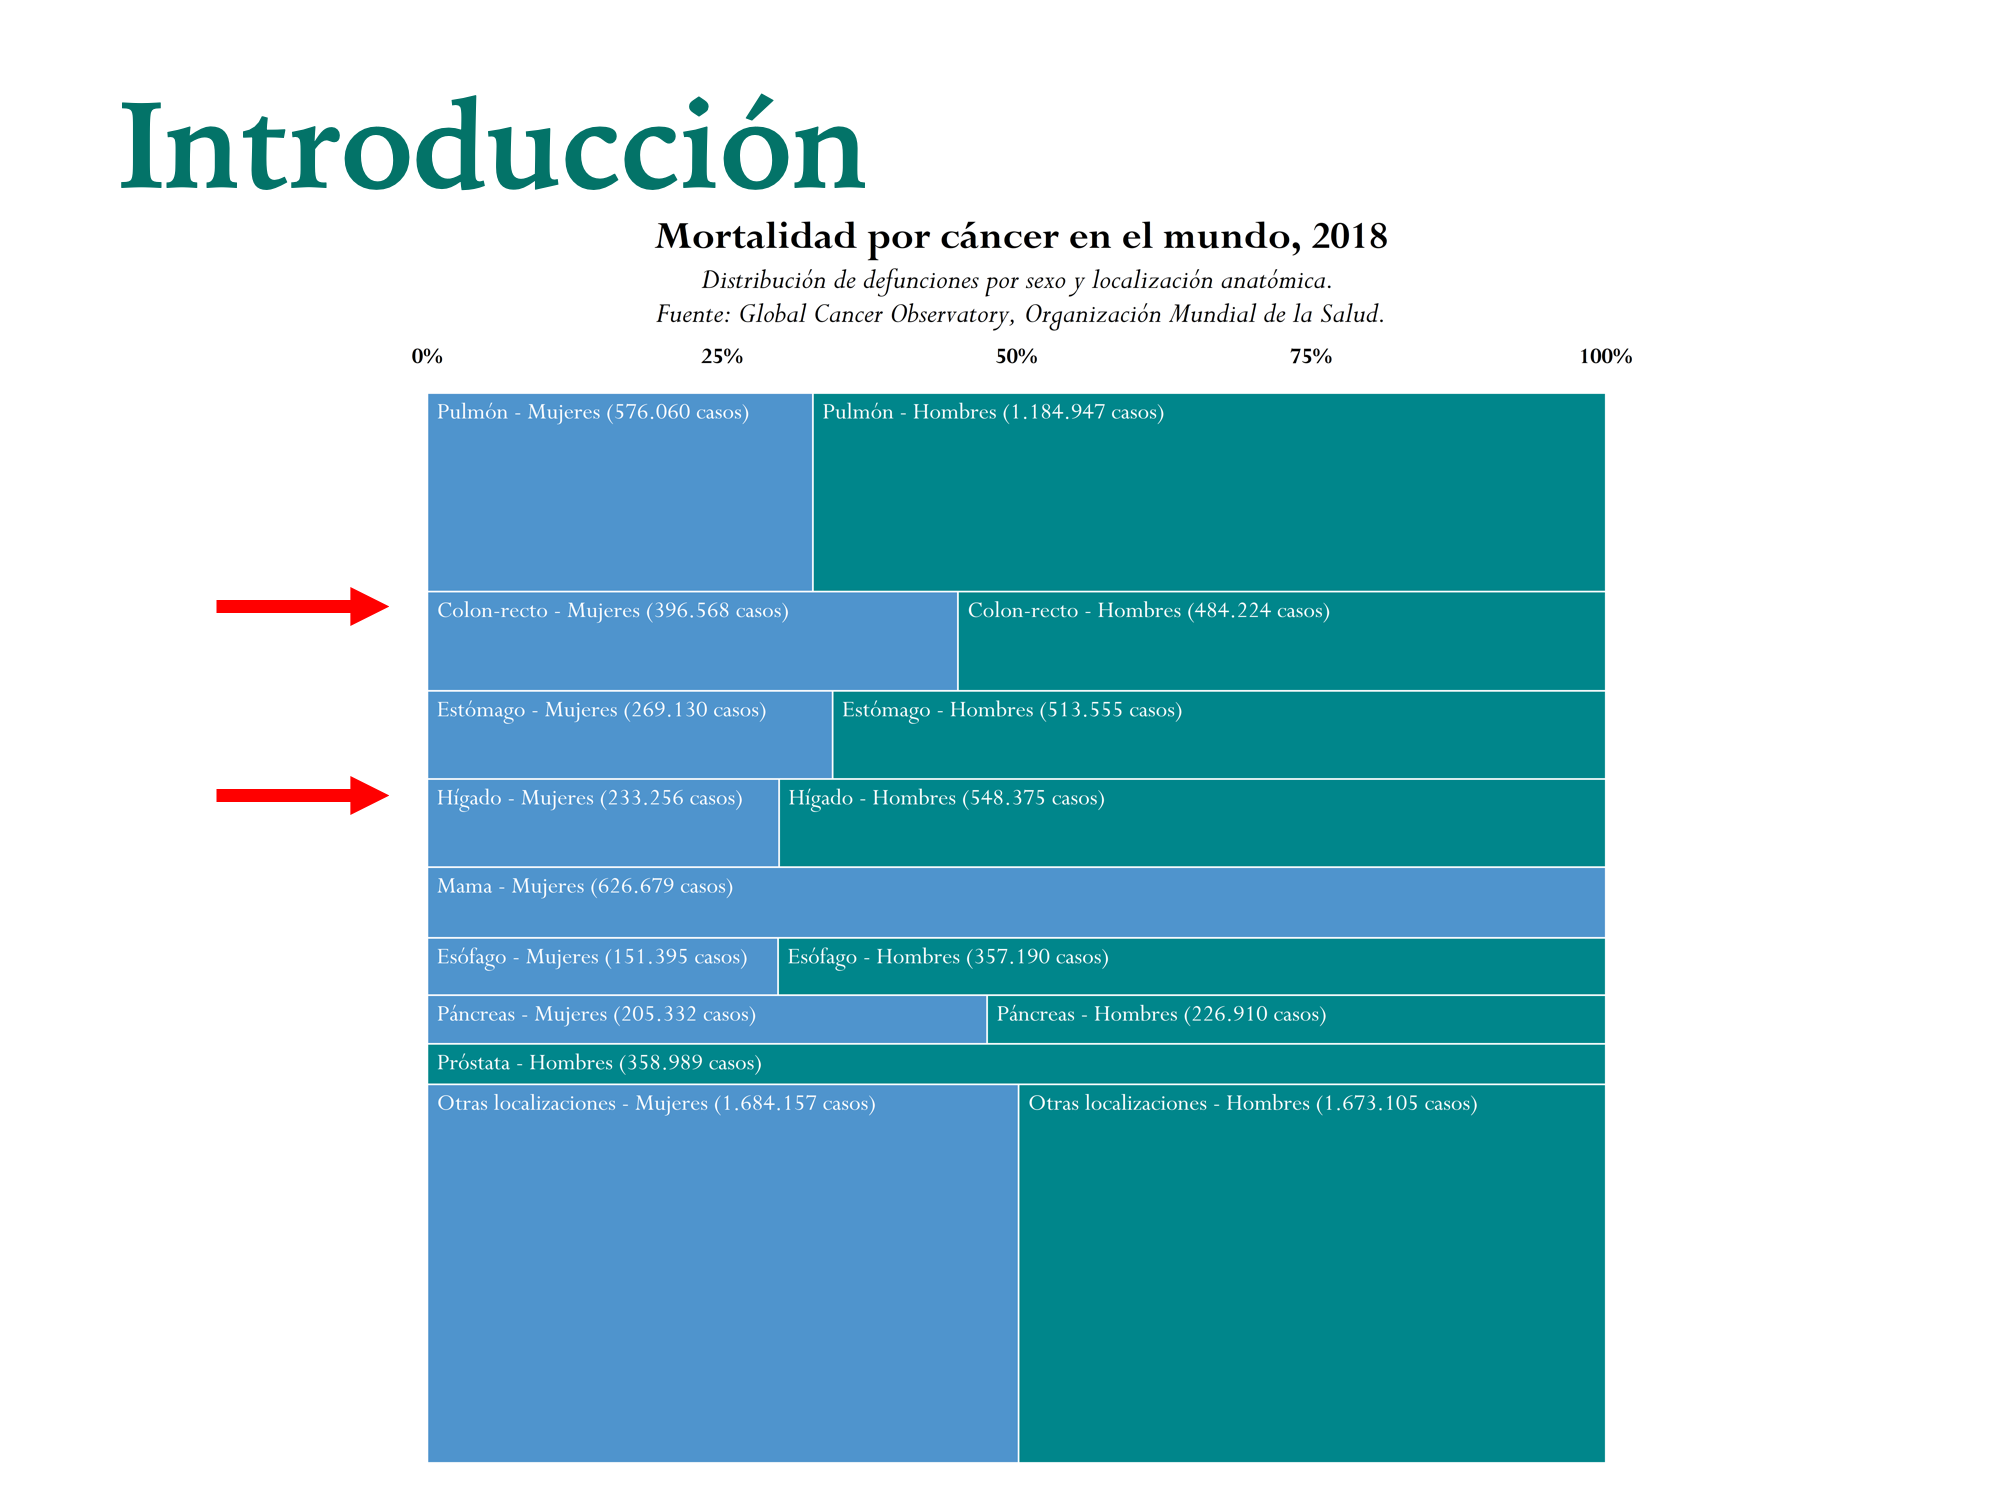 Introducción
Mortalidad por cáncer en el mundo, 2018
Distribución de defunciones por sexo y localización anatómica.
Fuente: Global Cancer Observatory, Organización Mundial de la Salud.
0% 25% 50% 75% 100%
Pulmón - Mujeres (576.060 casos) Pulmón - Hombres (1.184.947 casos)
Colon-recto - Mujeres (396.568 casos) Colon-recto - Hombres (484.224 casos)
Estómago - Mujeres (269.130 casos) Estómago - Hombres (513.555 casos)
Hígado - Mujeres (233.256 casos) Hígado - Hombres (548.375 casos)
Mama - Mujeres (626.679 casos)
Esófago - Mujeres (151.395 casos) Esófago - Hombres (357.190 casos)
Páncreas - Mujeres (205.332 casos) Páncreas - Hombres (226.910 casos)
Próstata - Hombres (358.989 casos)
Otras localizaciones - Mujeres (1.684.157 casos) Otras localizaciones - Hombres (1.673.105 casos)